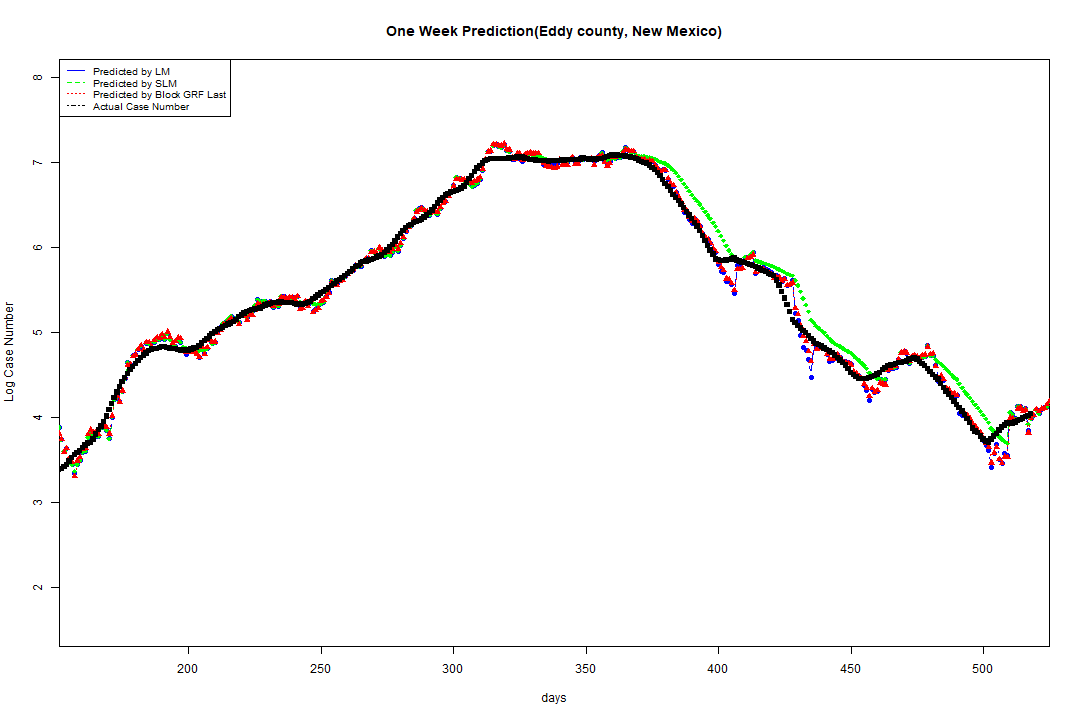 One Week Prediction(Eddy county, New Mexico)
Predicted by LM
Predicted by SLM
Predicted by Block GRF Last
Actual Case Number
8
7
6
5
4
3
2
Log Case Number
200 250 300 350 400 450 500
days